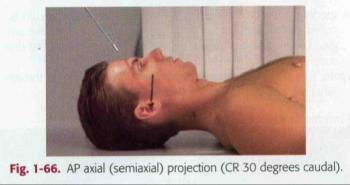 Fig. 1-66. AP axial (semiaxial) projection (CR 30 degrees caudal).